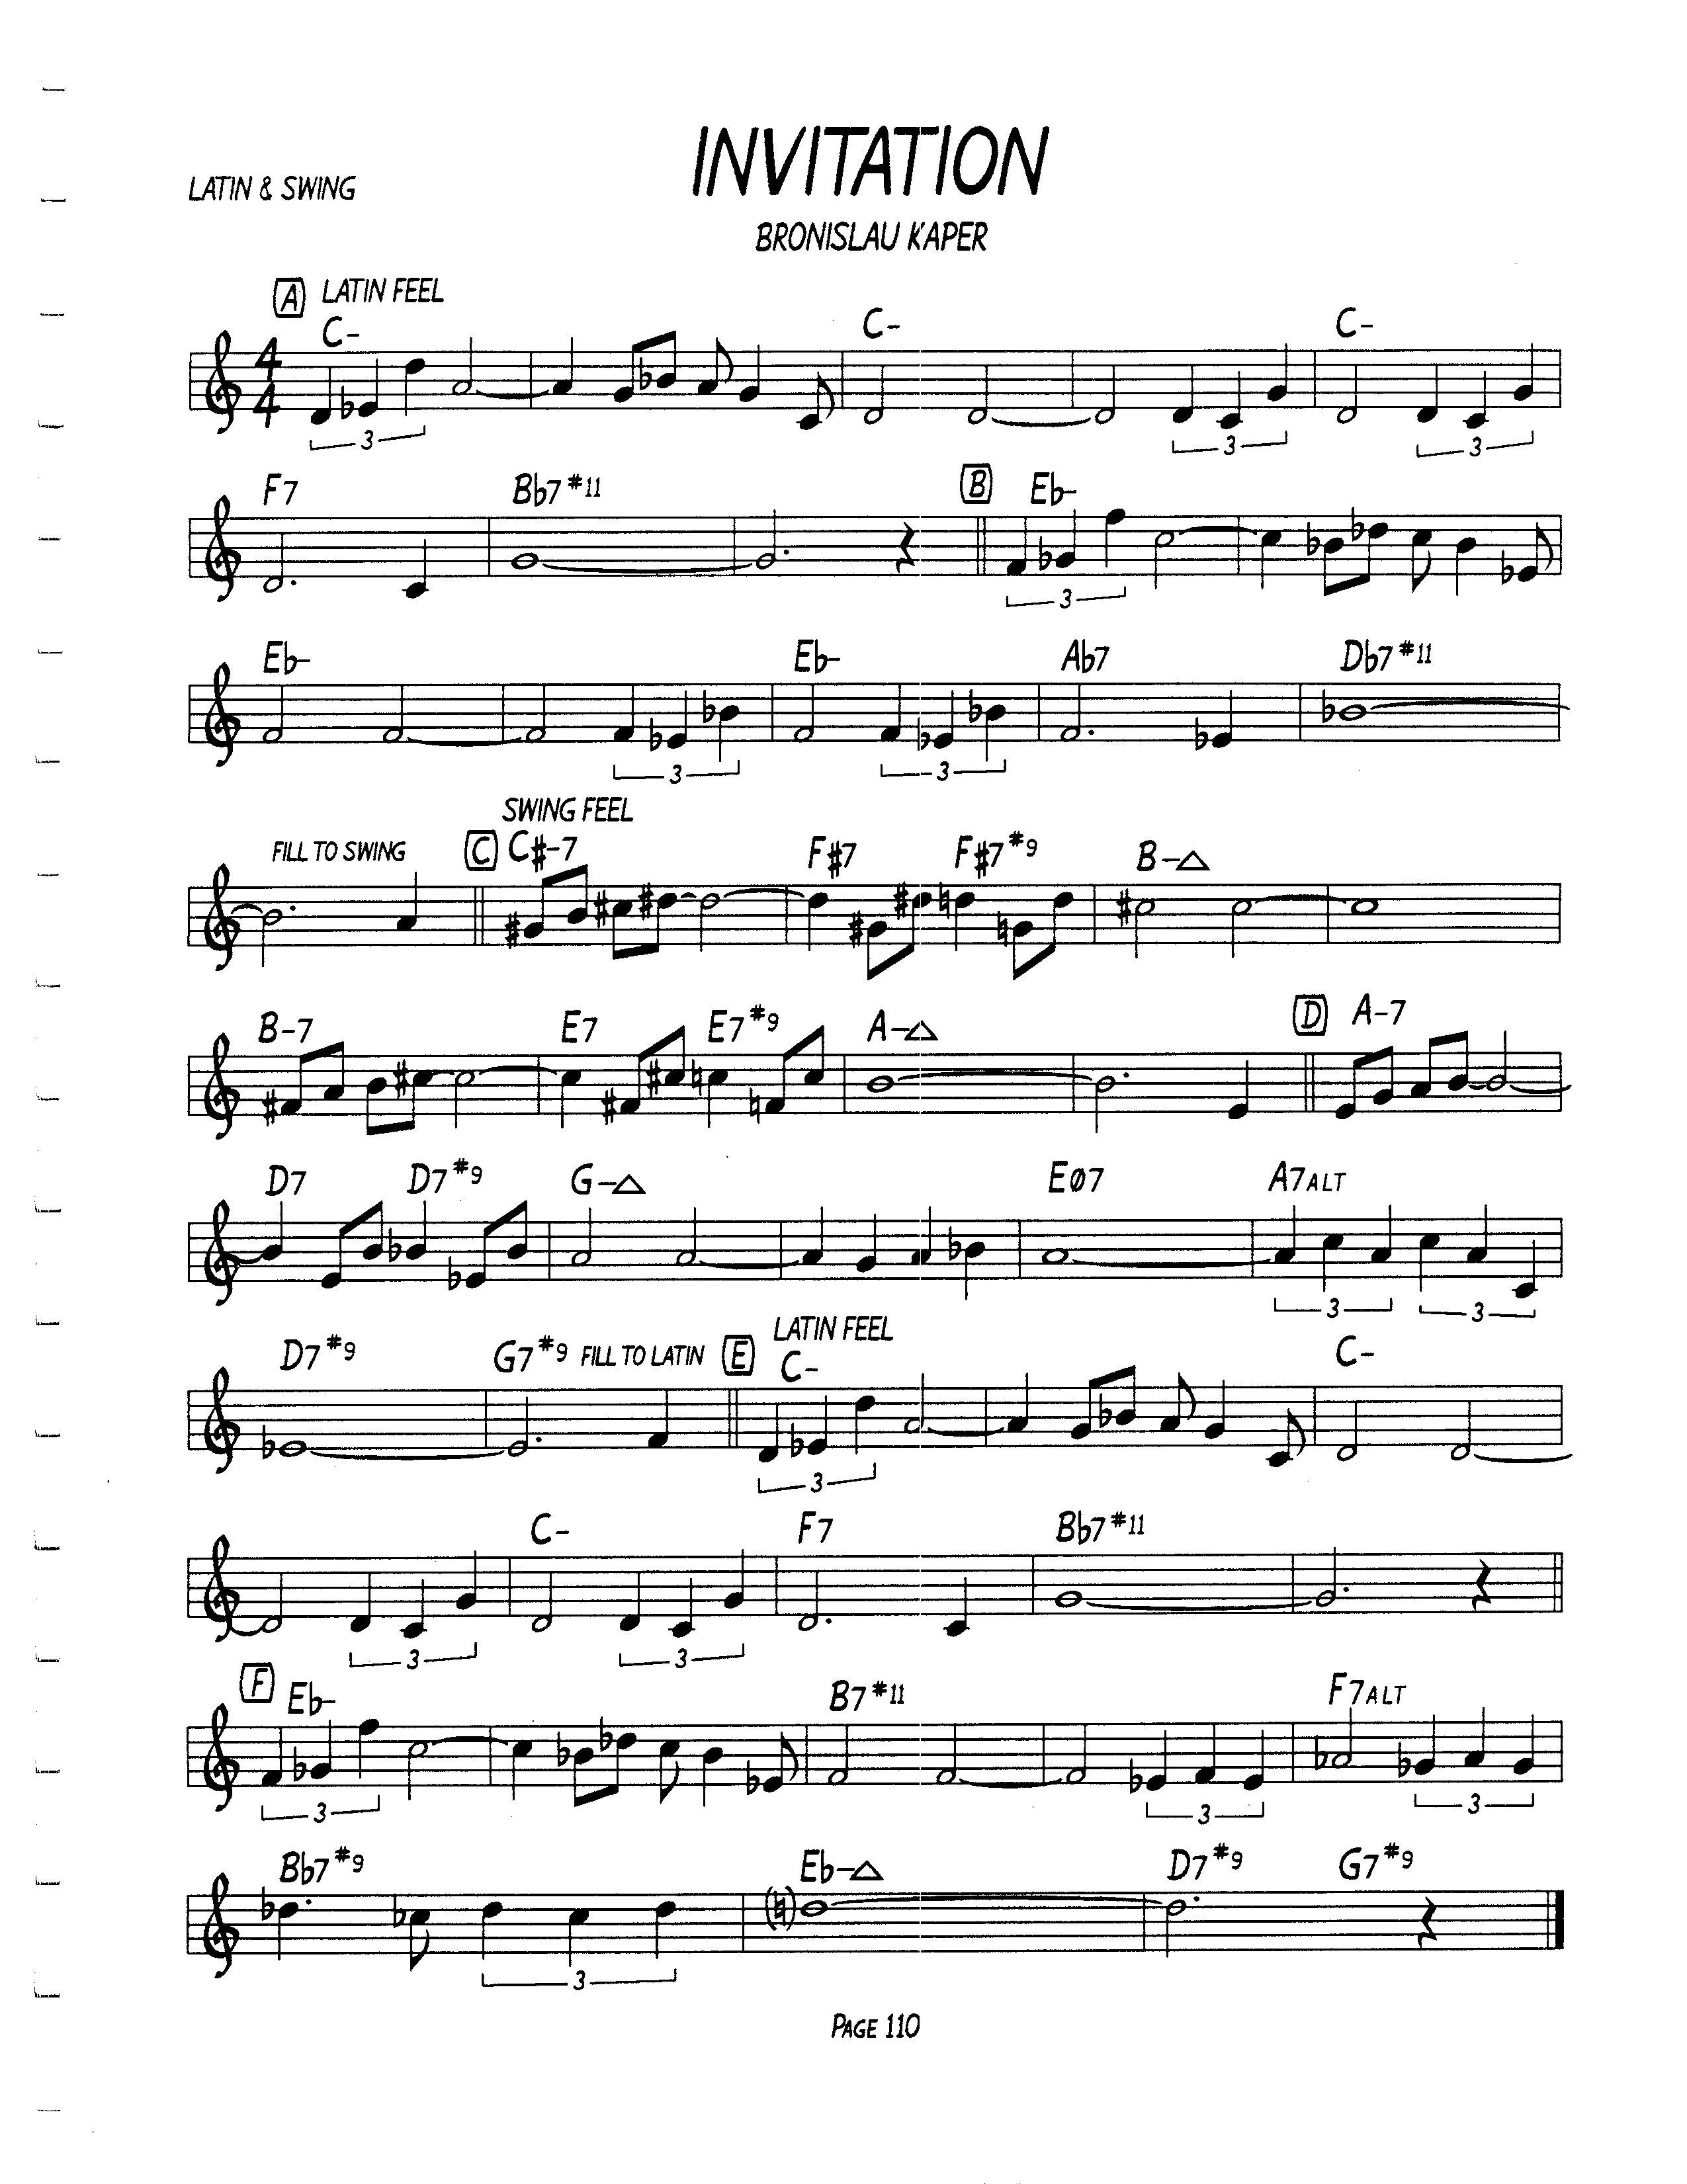 INVITATION
LATIN & SWING
BRONISLAU KAPER
A LATIN FEEL
C- C- C-
4
4
3 3 3
F7 Bb7#11 B Eb-
3
Eb- Eb- Ab7 Db7#11
3 3
SWING FEEL
FILL TO SWING C C#-7 F#7 F#7#9 B-△
B-7 E7 E7#9 A-△ D A-7
D7 D7#9 G-△ EØ7 A7ALT
3 3
LATIN FEEL
D7#9 G7#9 FILL TO LATIN E C- C-
3
C- F7 Bb7#11
3 3
F Eb- B7#11 F7ALT
3 3 3
Bb7#9 Eb-△ D7#9 G7#9
3
PAGE 110